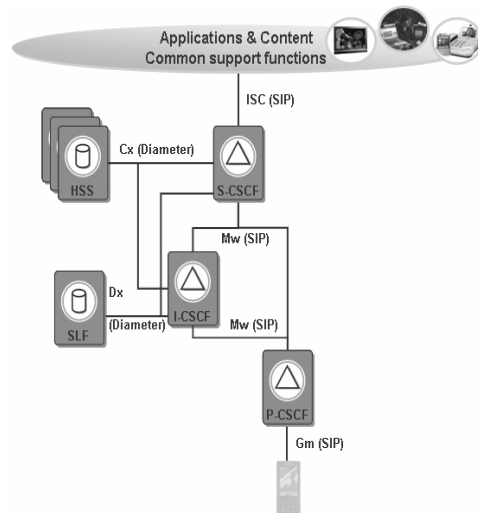 Applications & Content
Common support functions
ISC (SIP)
Cx (Diameter)
HSS
S-CSCF
Mw (SIP)
Dx
(Diameter)
I-CSCF
Mw (SIP)
SLF
P-CSCF
Gm (SIP)